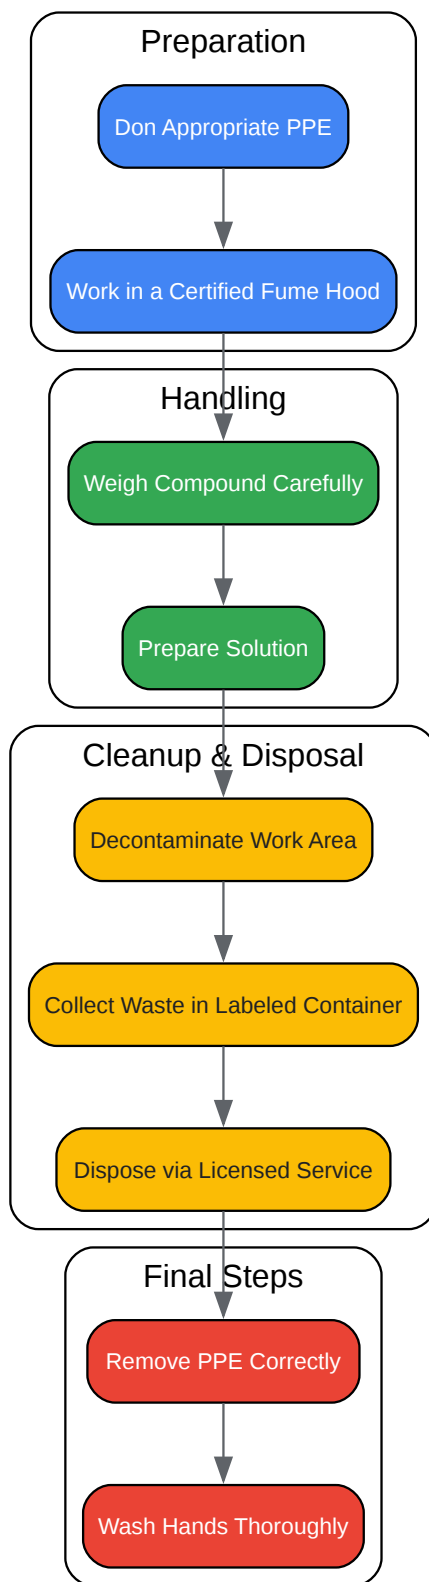 Preparation
Don Appropriate PPE
Work in a Certified Fume Hood
Handling
Weigh Compound Carefully
Prepare Solution
Cleanup & Disposal
Decontaminate Work Area
Collect Waste in Labeled Container
Dispose via Licensed Service
Final Steps
Remove PPE Correctly
Wash Hands Thoroughly